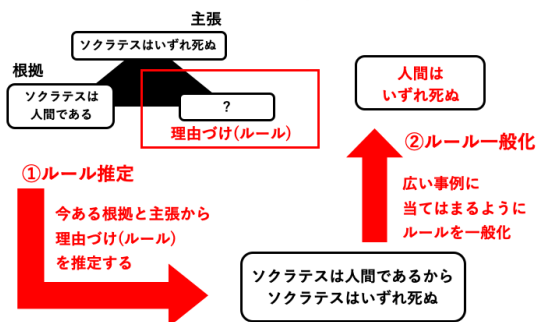 主張
ソクラテスはいずれ死ぬ
根拠
ソクラテスは
人間である
?
理由づけ(ルール)
①ルール推定
今ある根拠と主張から
理由づけ(ルール)
を推定する
ソクラテスは人間であるから
ソクラテスはいずれ死ぬ
②ルール一般化
広い事例に
当てはまるように
ルールを一般化
人間は
いずれ死ぬ